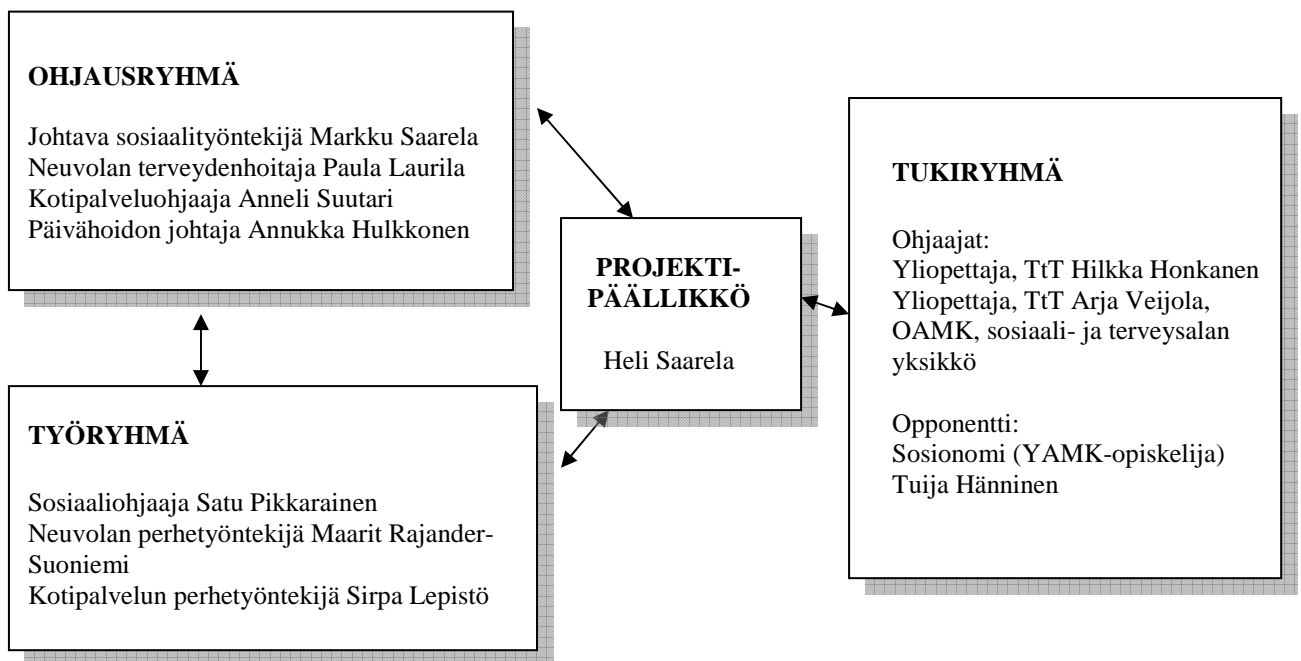 OHJAUSRYHMÄ
Johtava sosiaalityöntekijä Markku Saarela
Neuvolan terveydenhoitaja Paula Laurila
Kotipalveluohjaaja Anneli Suutari
Päivähoidon johtaja Annukka Hulkkonen
TYÖRYHMÄ
Sosiaaliohjaaja Satu Pikkarainen
Neuvolan perhetyöntekijä Maarit Rajander-
Suoniemi
Kotipalvelun perhetyöntekijä Sirpa Lepistö
PROJEKTI-
PÄÄLLIKKÖ
Heli Saarela
TUKIRYHMÄ
Ohjaajat:
Yliopettaja, TtT Hilkka Honkanen
Yliopettaja, TtT Arja Veijola,
OAMK, sosiaali- ja terveysalan
yksikkö
Opponentti:
Sosionomi (YAMK-opiskelija)
Tuija Hänninen